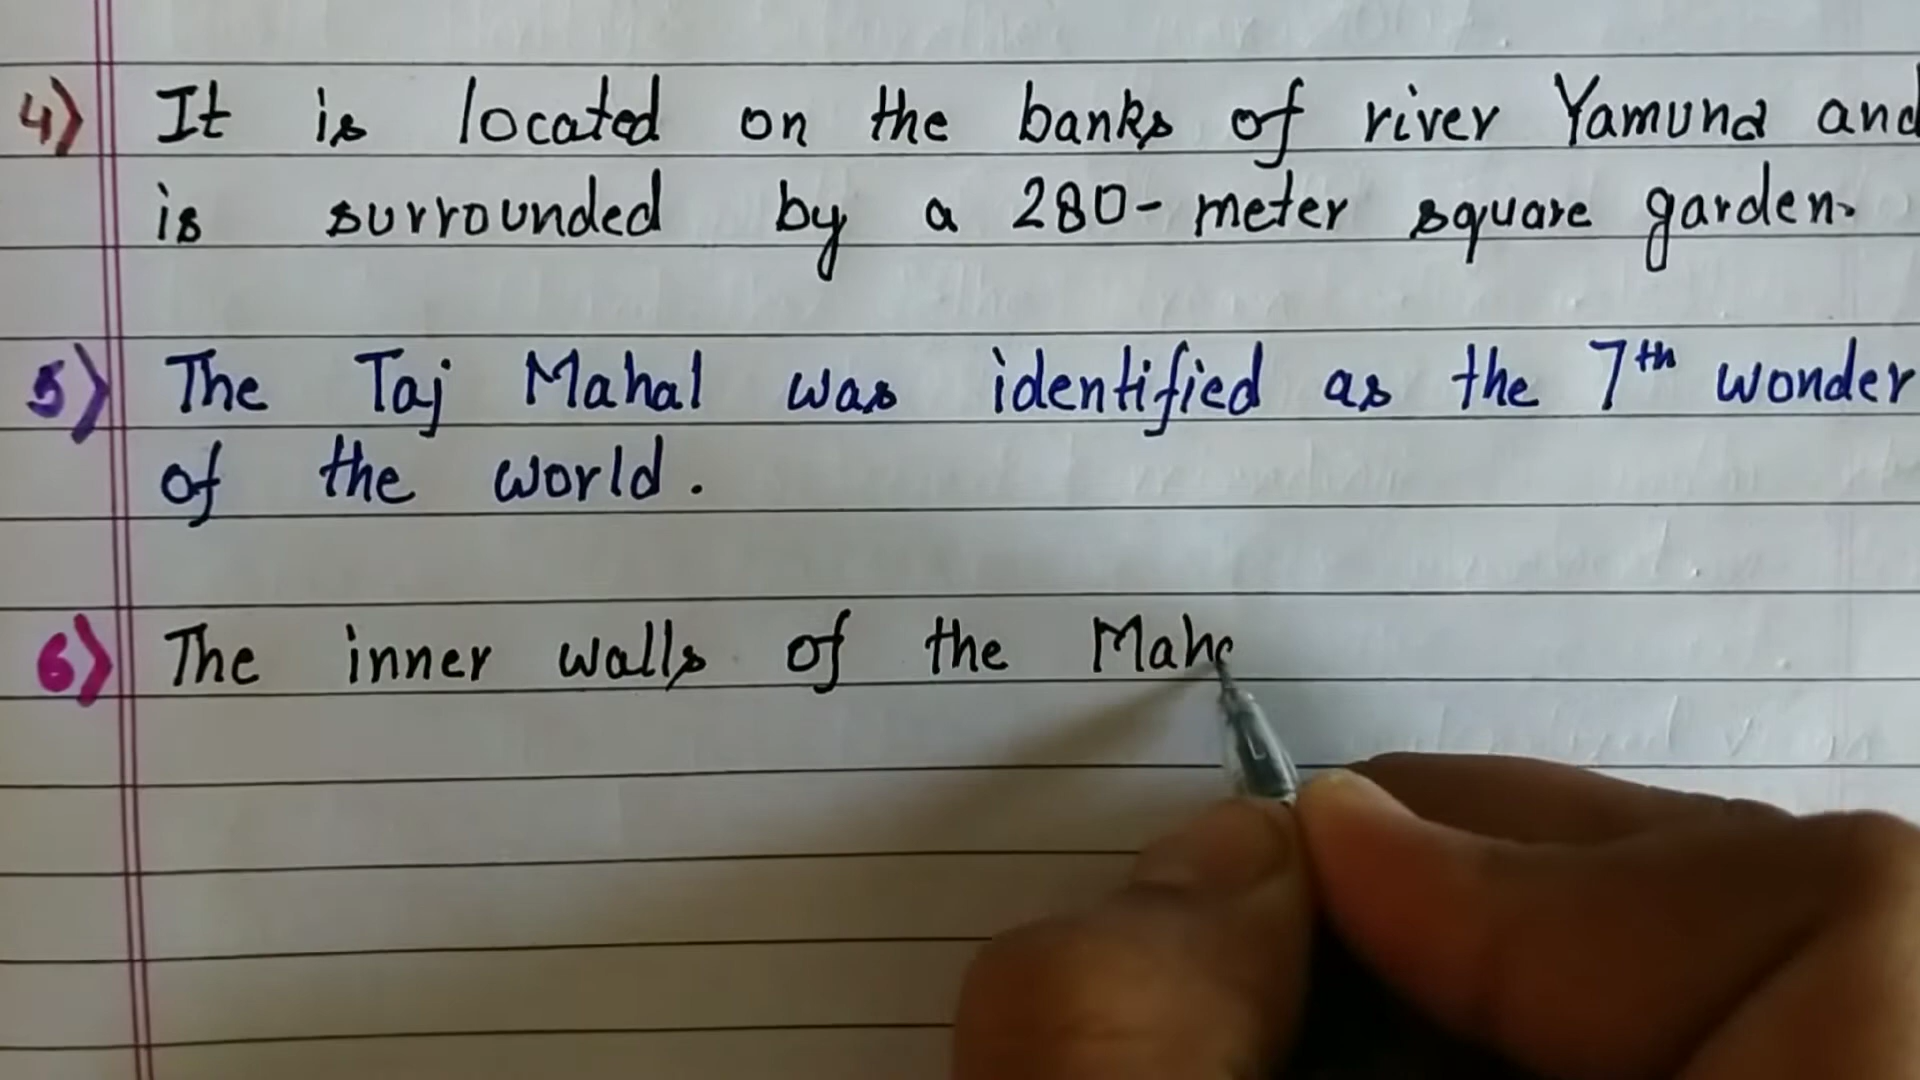 4) It is located on the banks of river Yamuna and
is surrounded by a 280-meter square garden.
5) The Taj Mahal was identified as the 7th wonder
of the world.
6) The inner walls of the Maha